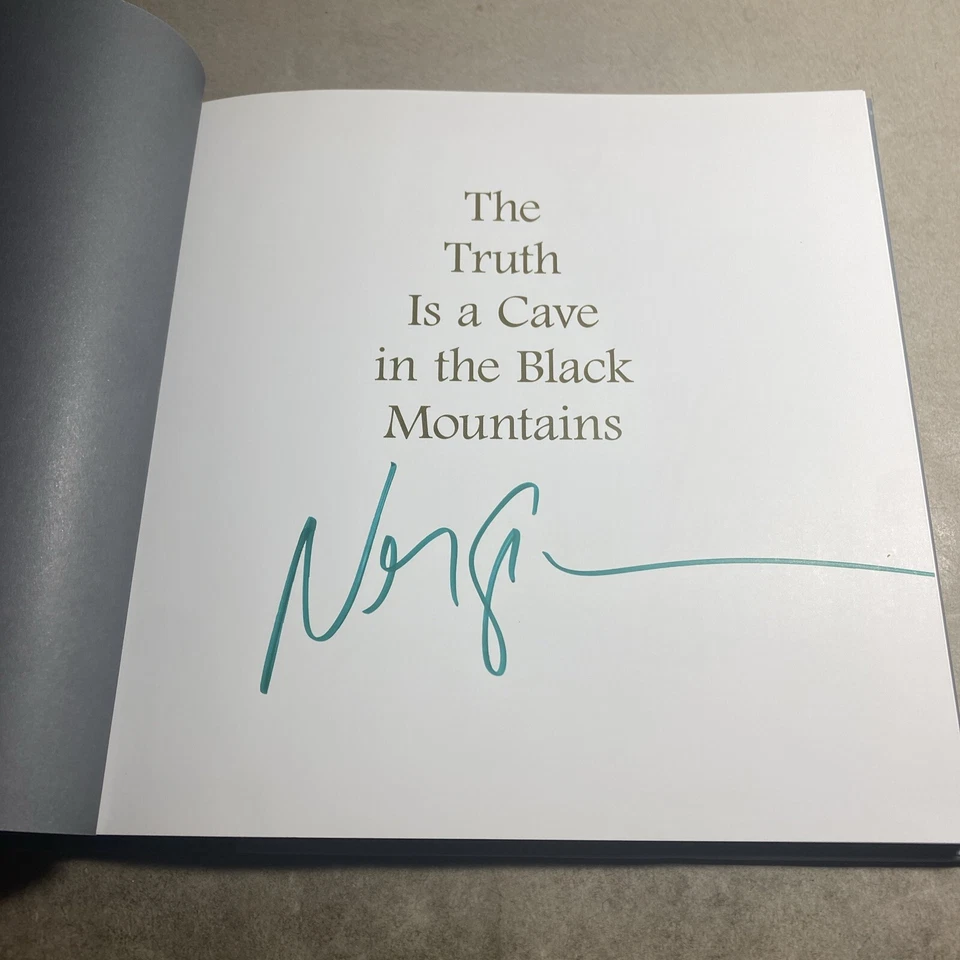 The
Truth
Is a Cave
in the Black
Mountains